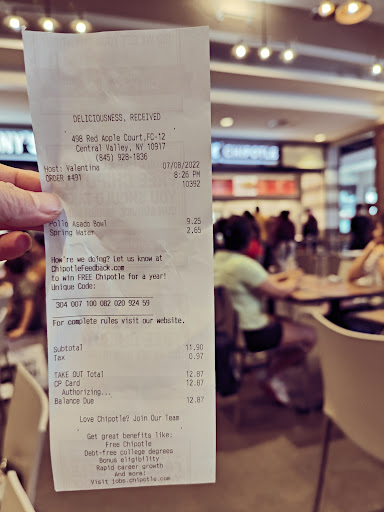 NY'S
CHIPOTLE
DELICIOUSNESS, RECEIVED
498 Red Apple Court,FC-12
Central Valley, NY 10917
(845) 928-1836
Host: Valentina 07/08/2022
ORDER #491 8:26 PM
10392
Pollo Asado Bowl 9.25
Spring Water 2.65
How're we doing? Let us know at
ChipotleFeedback.com
to win FREE Chipotle for a year!
Unique Code:
304 007 100 082 020 924 59
For complete rules visit our website.
Subtotal 11.90
Tax 0.97
TAKE OUT Total 12.87
CP Card 12.87
Authorizing...
Balance Due 12.87
Love Chipotle? Join Our Team
Get great benefits like:
Free Chipotle
Debt-free college degrees
Bonus eligibility
Rapid career growth
And more!
Visit jobs.chipotle.com